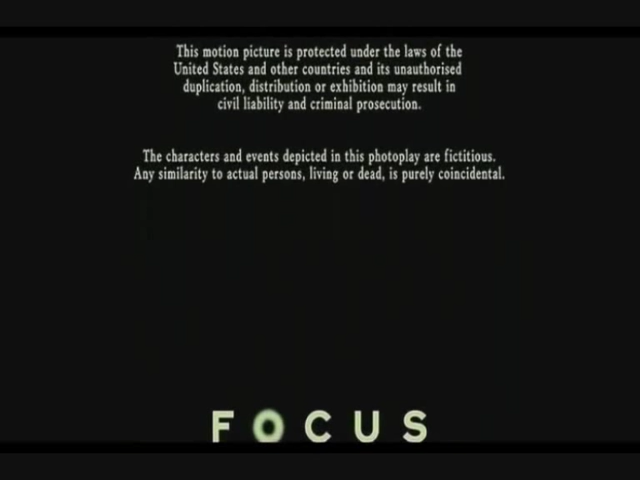 This motion picture is protected under the laws of the
United States and other countries and its unauthorised
duplication, distribution or exhibition may result in
civil liability and criminal prosecution.
The characters and events depicted in this photoplay are fictitious.
Any similarity to actual persons, living or dead, is purely coincidental.
FOCUS